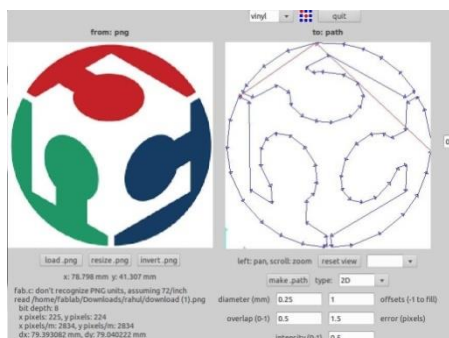 vinyl quit
from: png to: path
load .png resize .png invert .png left: pan, scroll: zoom reset view
x: 78.798 mm y: 41.307 mm make .path type: 2D
fab.c: don't recognize PNG units, assuming 72/inch
read /home/fablab/Downloads/rahul/download (1).png diameter (mm) 0.25 1 offsets (-1 to fill)
bit depth: 8
x pixels: 225, y pixels: 224 overlap (0-1) 0.5 1.5 error (pixels)
x pixels/m: 2834, y pixels/m: 2834
dx: 79.393082 mm, dy: 79.040222 mm intensity (0-1) 0.5